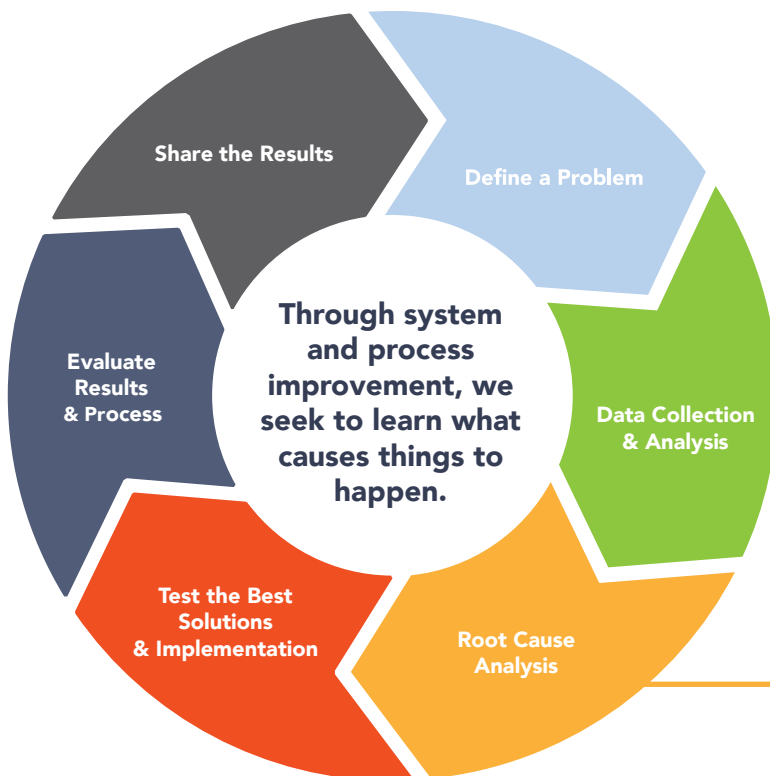 Share the Results
Define a Problem
Data Collection
& Analysis
Root Cause
Analysis
Test the Best
Solutions
& Implementation
Evaluate
Results
& Process
Through system
and process
improvement, we
seek to learn what
causes things to
happen.